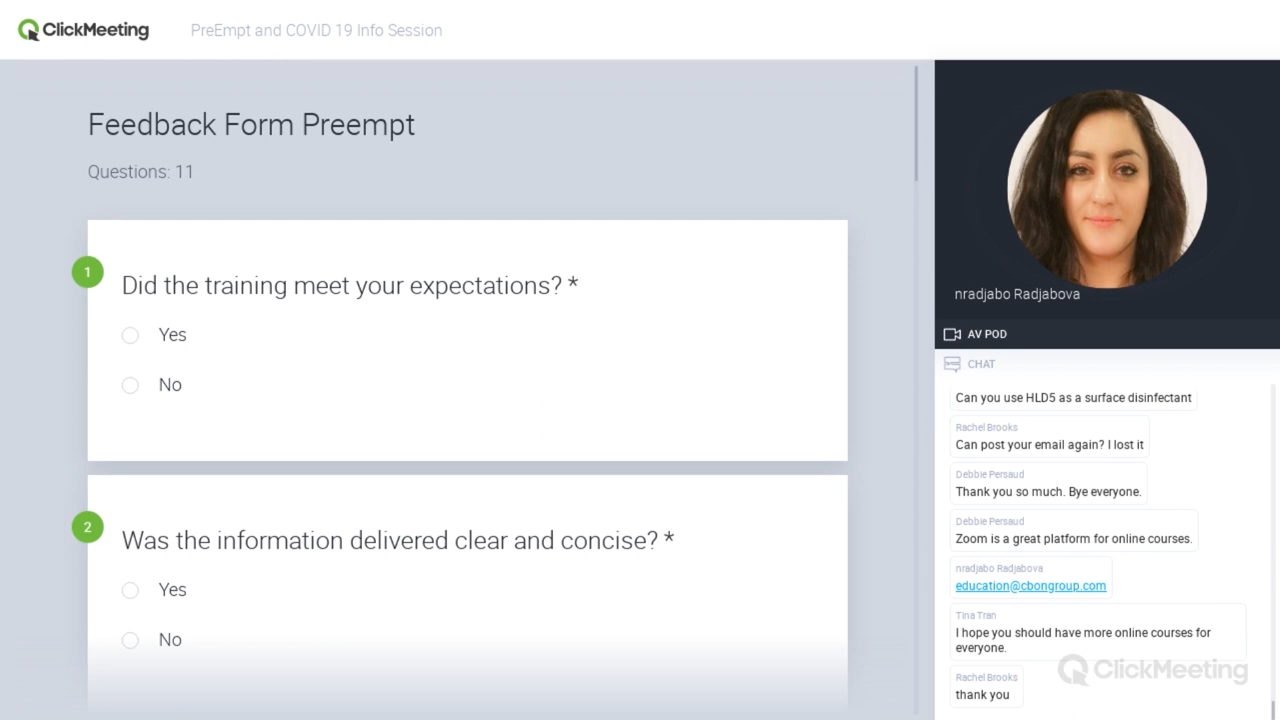 ClickMeeting
PreEmpt and COVID 19 Info Session
Feedback Form Preempt
Questions: 11
1
Did the training meet your expectations? *
Yes
No
2
Was the information delivered clear and concise? *
Yes
No
nradjabo Radjabova
AV POD
CHAT
Can you use HLD5 as a surface disinfectant
Rachel Brooks
Can post your email again? I lost it
Debbie Persaud
Thank you so much. Bye everyone.
Debbie Persaud
Zoom is a great platform for online courses.
nradjabo Radjabova
education@cbongroup.com
Tina Tran
I hope you should have more online courses for
everyone.
Rachel Brooks
thank you
ClickMeeting